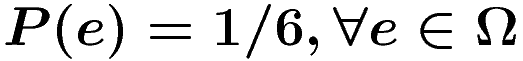 P(e) = 1/6, ∀e ∈ Ω